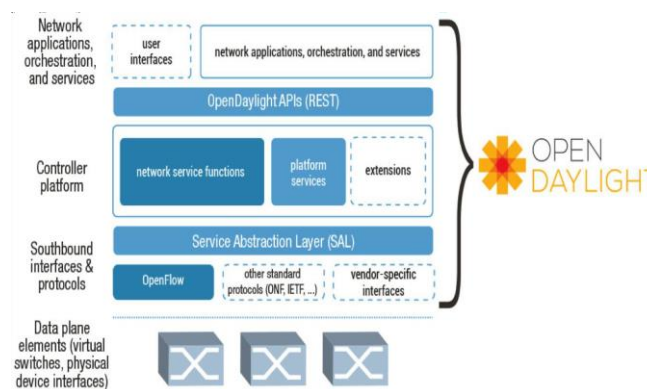 Network
applications,
orchestration,
and services
user
interfaces
network applications, orchestration, and services
OpenDaylight APIs (REST)
Controller
platform
network service functions
platform
services
extensions
Southbound
interfaces &
protocols
Service Abstraction Layer (SAL)
OpenFlow
other standard
protocols (ONF, IETF, ...)
vendor-specific
interfaces
Data plane
elements (virtual
switches, physical
device interfaces)
OPEN
DAYLIGHT